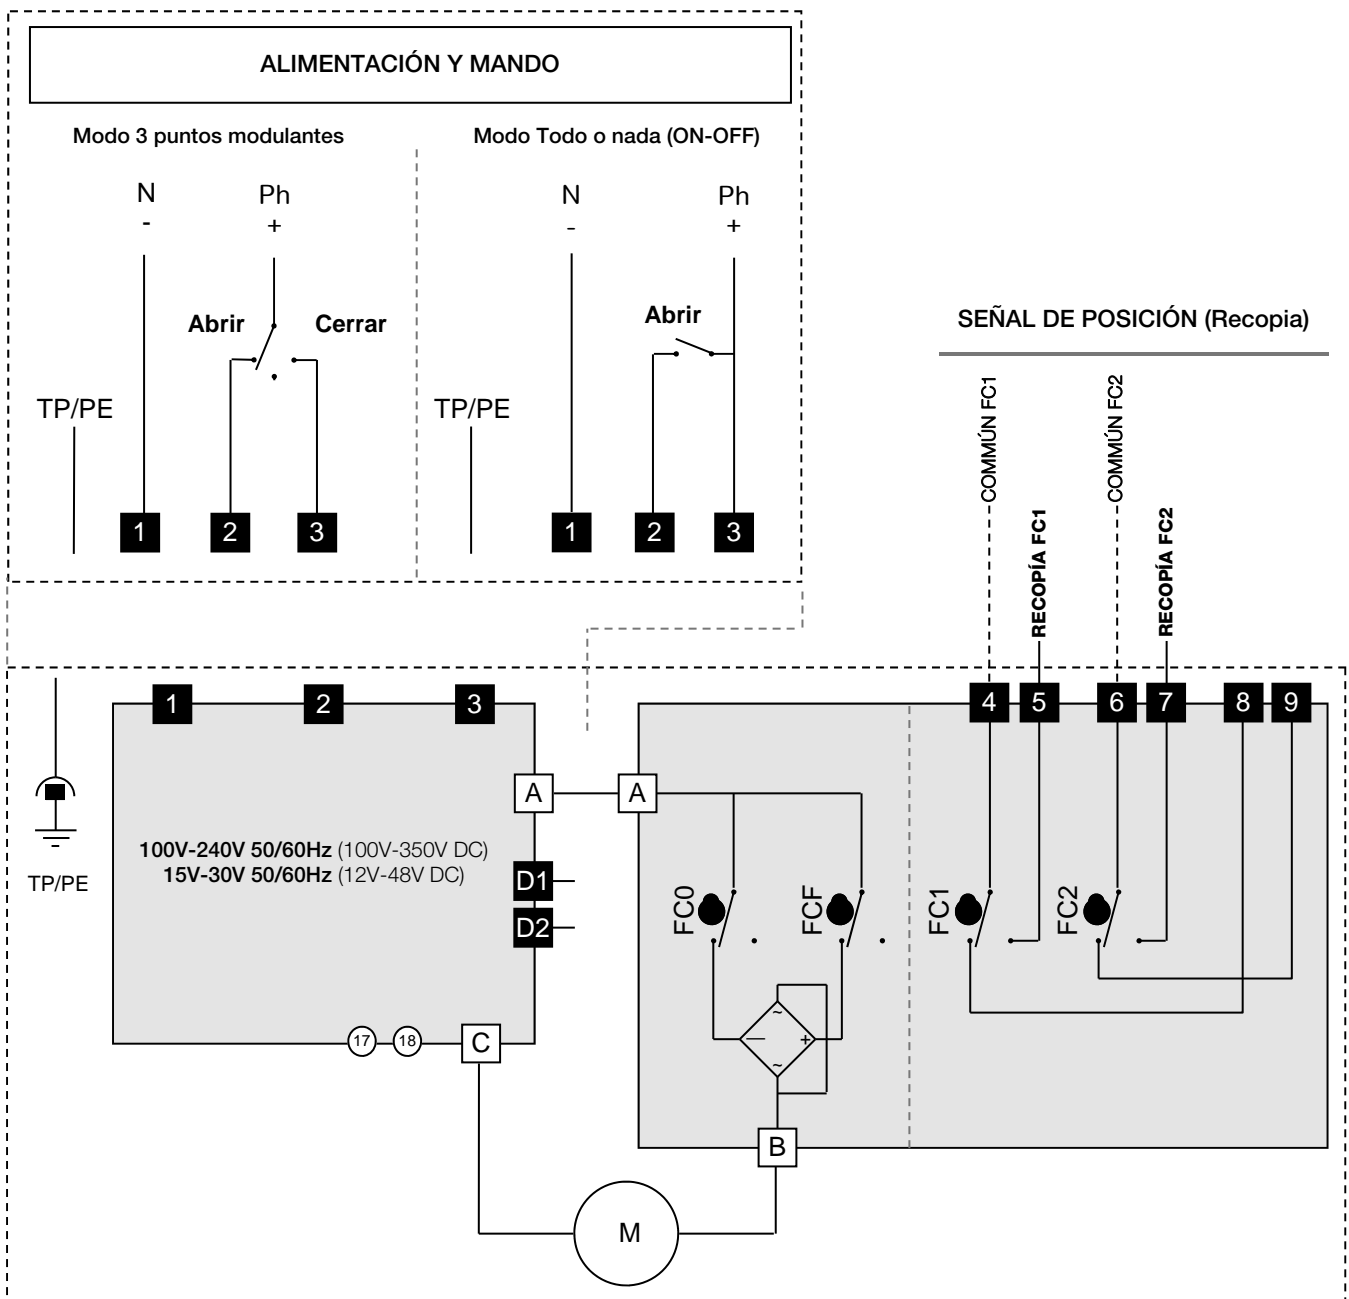 ALIMENTACIÓN Y MANDO
Modo 3 puntos modulantes
Modo Todo o nada (ON-OFF)
N
Ph
N
Ph
-
+
-
+
Abrir
Cerrar
Abrir
TP/PE
TP/PE
1
2
3
1
2
3
SEÑAL DE POSICIÓN (Recopia)
COMMÚN FC1
RECOPÍA FC1
COMMÚN FC2
RECOPÍA FC2
1
2
3
4
5
6
7
8
9
A
A
100V-240V 50/60Hz (100V-350V DC)
15V-30V 50/60Hz (12V-48V DC)
TP/PE
D1
D2
FC0
FCF
FC1
FC2
~
—
+
~
17
18
C
B
M